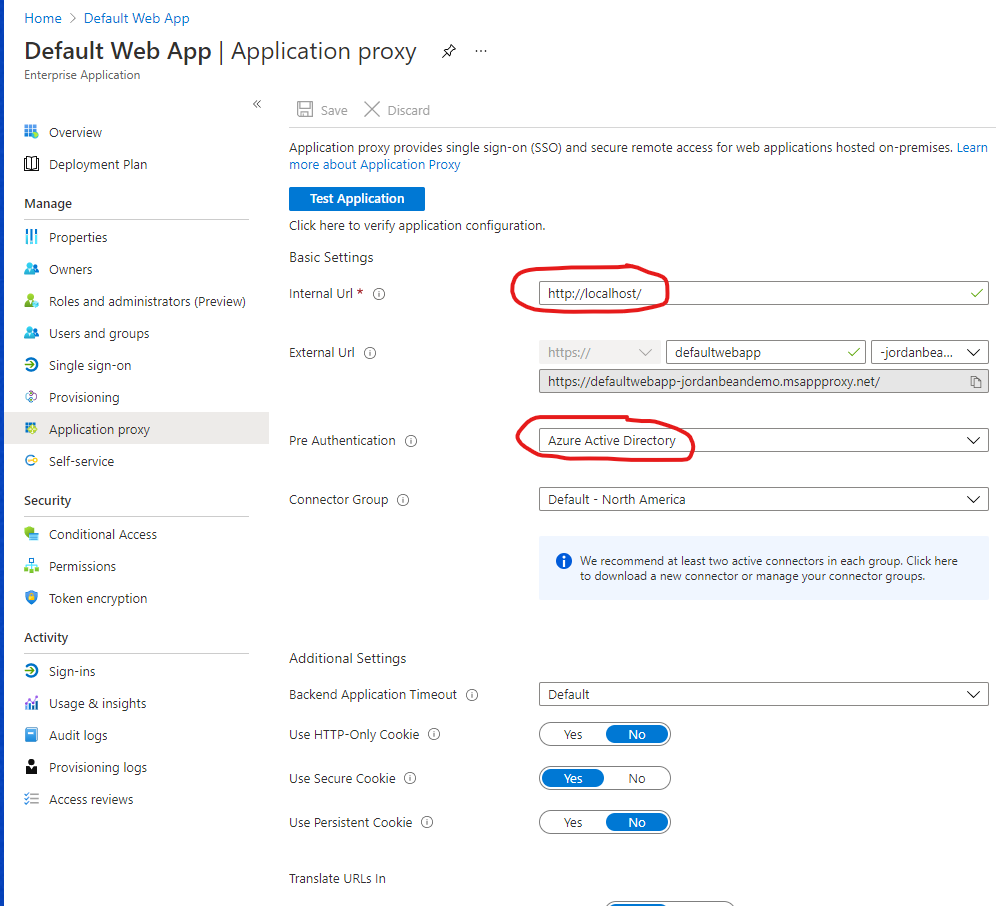 Home > Default Web App
Default Web App | Application proxy ...
Enterprise Application
«
Overview
Deployment Plan
Manage
Properties
Owners
Roles and administrators (Preview)
Users and groups
Single sign-on
Provisioning
Application proxy
Self-service
Security
Conditional Access
Permissions
Token encryption
Activity
Sign-ins
Usage & insights
Audit logs
Provisioning logs
Access reviews
Save Discard
Application proxy provides single sign-on (SSO) and secure remote access for web applications hosted on-premises. Learn
more about Application Proxy
Test Application
Click here to verify application configuration.
Basic Settings
Internal Url * http://localhost/
External Url https:// defaultwebapp -jordanbea...
https://defaultwebapp-jordanbeandemo.msappproxy.net/
Pre Authentication Azure Active Directory
Connector Group Default - North America
We recommend at least two active connectors in each group. Click here
to download a new connector or manage your connector groups.
Additional Settings
Backend Application Timeout Default
Use HTTP-Only Cookie Yes No
Use Secure Cookie Yes No
Use Persistent Cookie Yes No
Translate URLs In